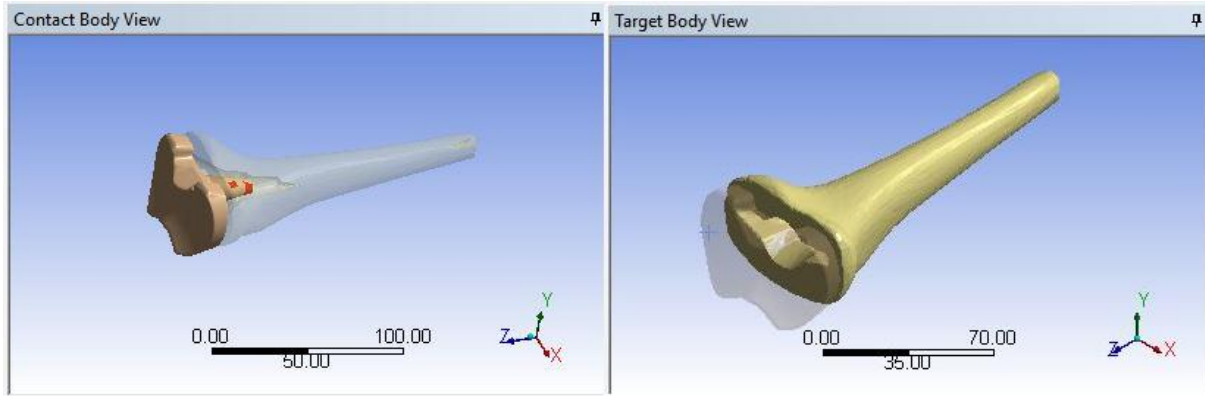 Contact Body View
Target Body View
0.00 100.00
50.00
Y
Z
X
0.00 70.00
35.00
Y
Z
X